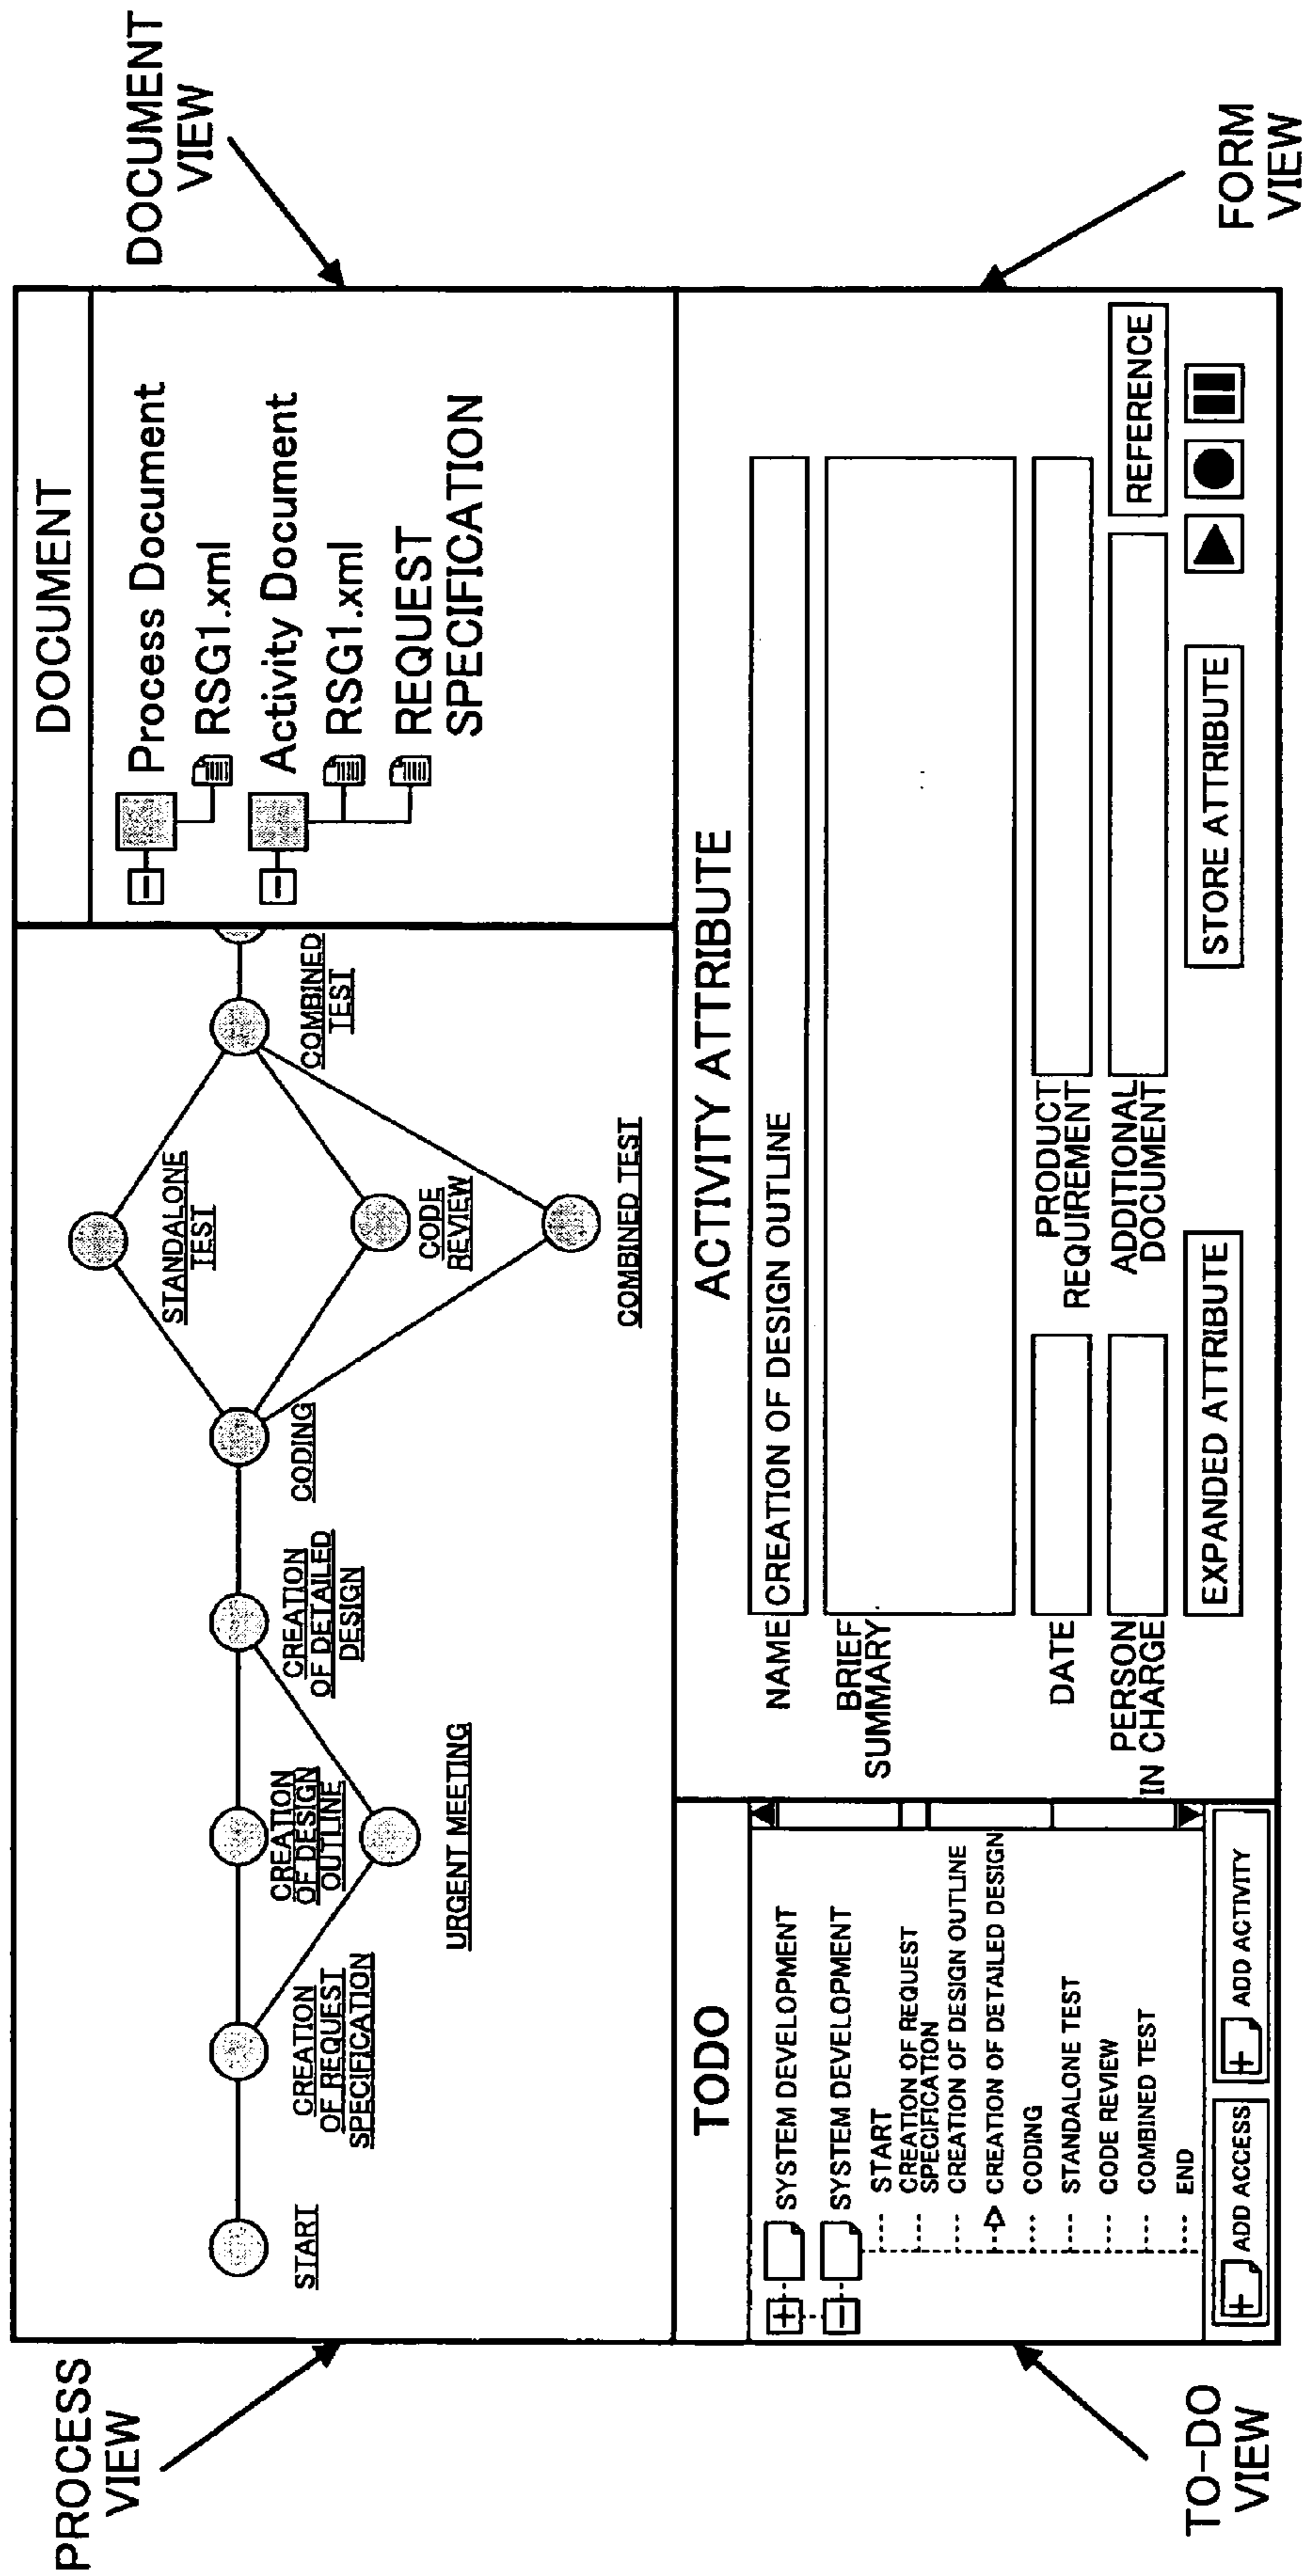 PROCESS
VIEW
DOCUMENT
VIEW
START
CREATION
OF REQUEST
SPECIFICATION
CREATION
OF DESIGN
OUTLINE
URGENT MEETING
CREATION
OF DETAILED
DESIGN
CODING
STANDALONE
TEST
CODE
REVIEW
COMBINED TEST
COMBINED
TEST
DOCUMENT
Process Document
RSG1.xml
Activity Document
RSG1.xml
REQUEST
SPECIFICATION
TODO
SYSTEM DEVELOPMENT
SYSTEM DEVELOPMENT
START
CREATION OF REQUEST
SPECIFICATION
CREATION OF DESIGN OUTLINE
CREATION OF DETAILED DESIGN
CODING
STANDALONE TEST
CODE REVIEW
COMBINED TEST
END
ADD ACCESS
ADD ACTIVITY
ACTIVITY ATTRIBUTE
NAME CREATION OF DESIGN OUTLINE
BRIEF
SUMMARY
DATE
PRODUCT
REQUIREMENT
PERSON
IN CHARGE
ADDITIONAL
DOCUMENT
REFERENCE
EXPANDED ATTRIBUTE
STORE ATTRIBUTE
TO-DO
VIEW
FORM
VIEW